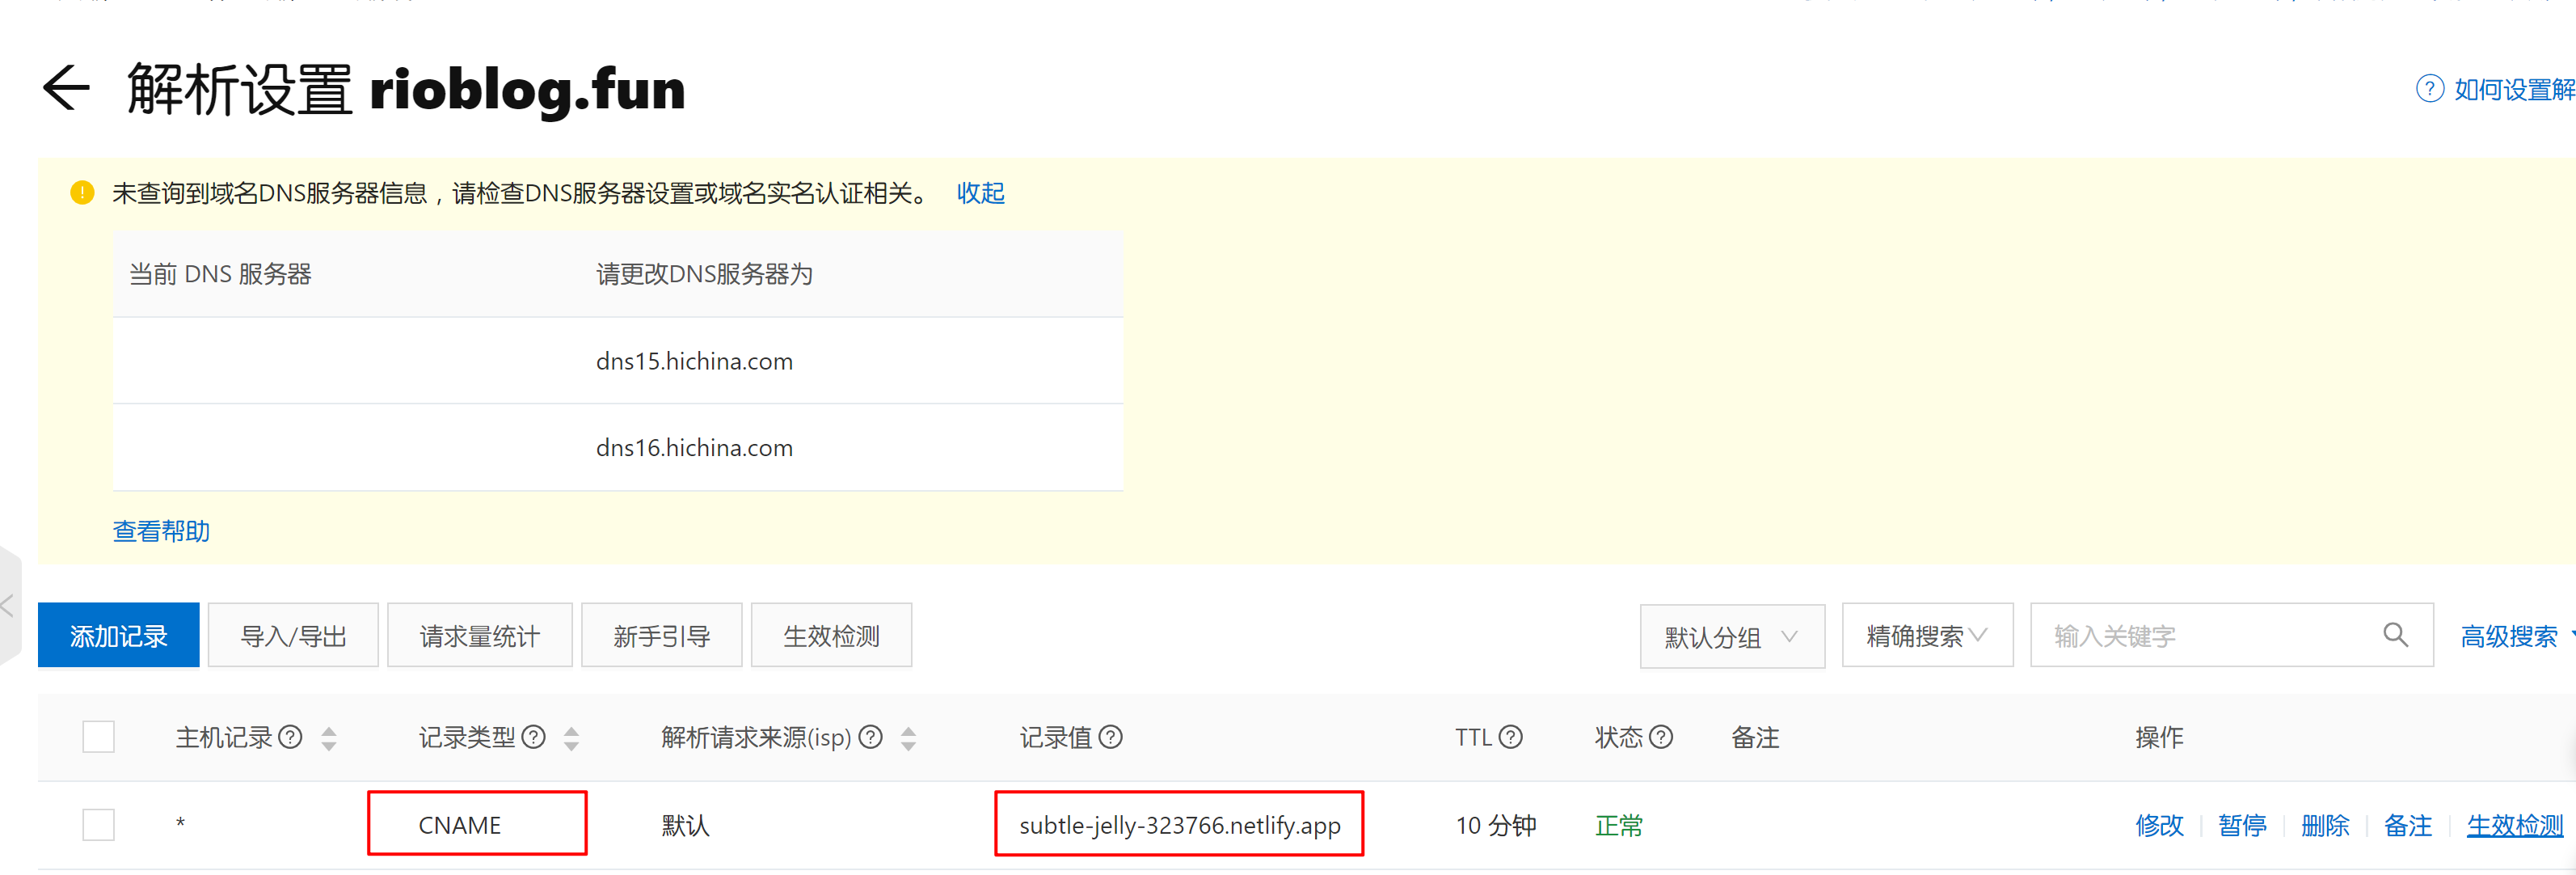 解析设置 rioblog.fun
如何设置解
未查询到域名DNS服务器信息，请检查DNS服务器设置或域名实名认证相关。 收起
当前 DNS 服务器 请更改DNS服务器为
dns15.hichina.com
dns16.hichina.com
查看帮助
添加记录 导入/导出 请求量统计 新手引导 生效检测 默认分组 精确搜索 输入关键字 高级搜索
主机记录 记录类型 解析请求来源(isp) 记录值 TTL 状态 备注 操作
* CNAME 默认 subtle-jelly-323766.netlify.app 10 分钟 正常 修改 暂停 删除 备注 生效检测